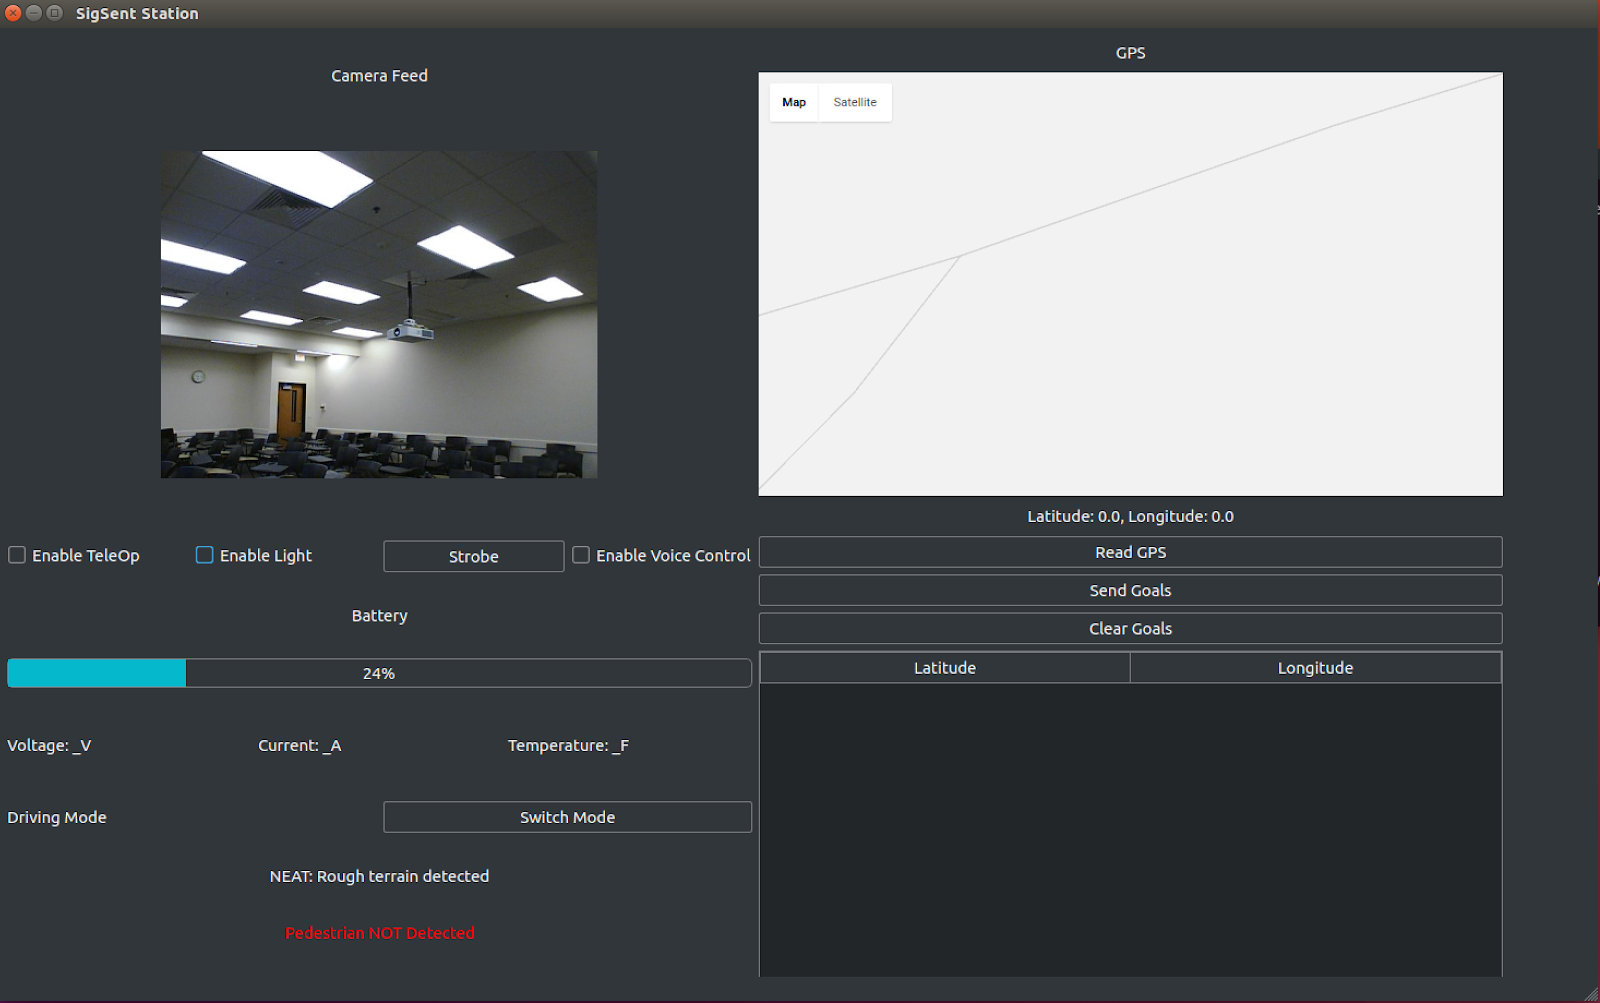 SigSent Station
Camera Feed
GPS
Map Satellite
Latitude: 0.0, Longitude: 0.0
Enable TeleOp Enable Light Strobe Enable Voice Control
Read GPS
Send Goals
Clear Goals
Battery
24%
Latitude Longitude
Voltage: _V Current: _A Temperature: _F
Driving Mode Switch Mode
NEAT: Rough terrain detected
Pedestrian NOT Detected